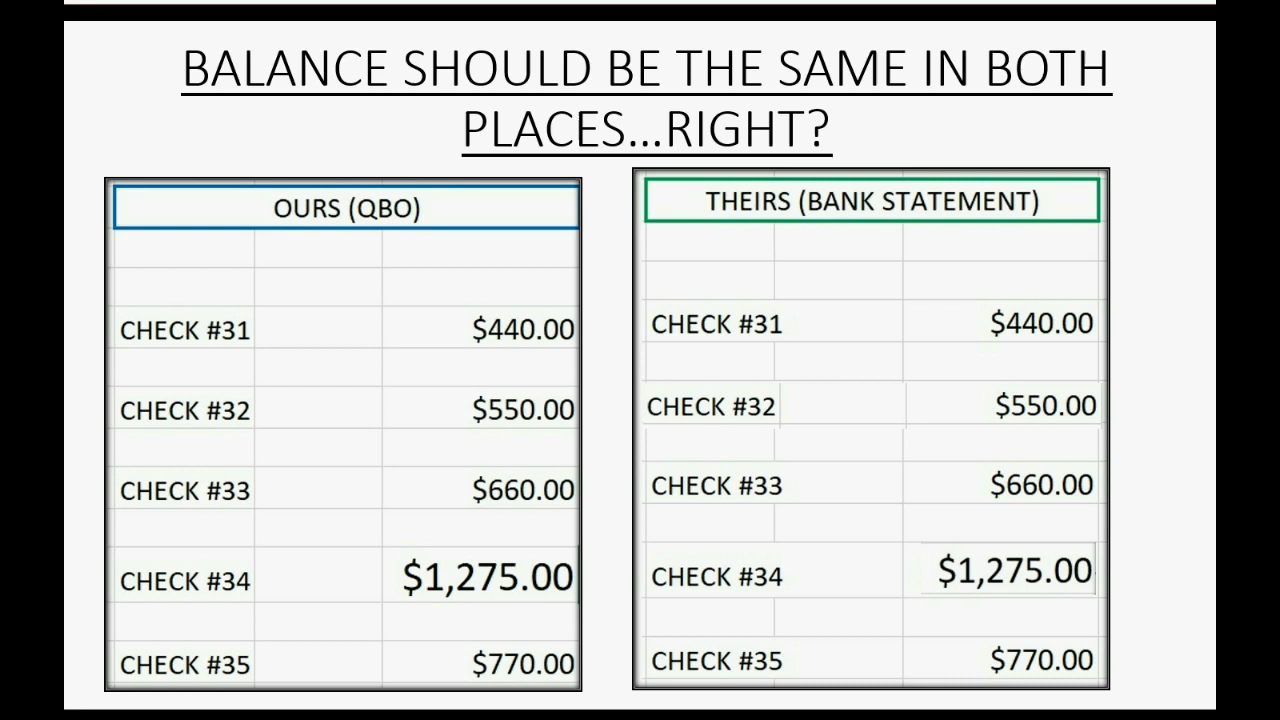 BALANCE SHOULD BE THE SAME IN BOTH
PLACES...RIGHT?
OURS (QBO)
CHECK #31 $440.00
CHECK #32 $550.00
CHECK #33 $660.00
CHECK #34 $1,275.00
CHECK #35 $770.00
THEIRS (BANK STATEMENT)
CHECK #31 $440.00
CHECK #32 $550.00
CHECK #33 $660.00
CHECK #34 $1,275.00
CHECK #35 $770.00